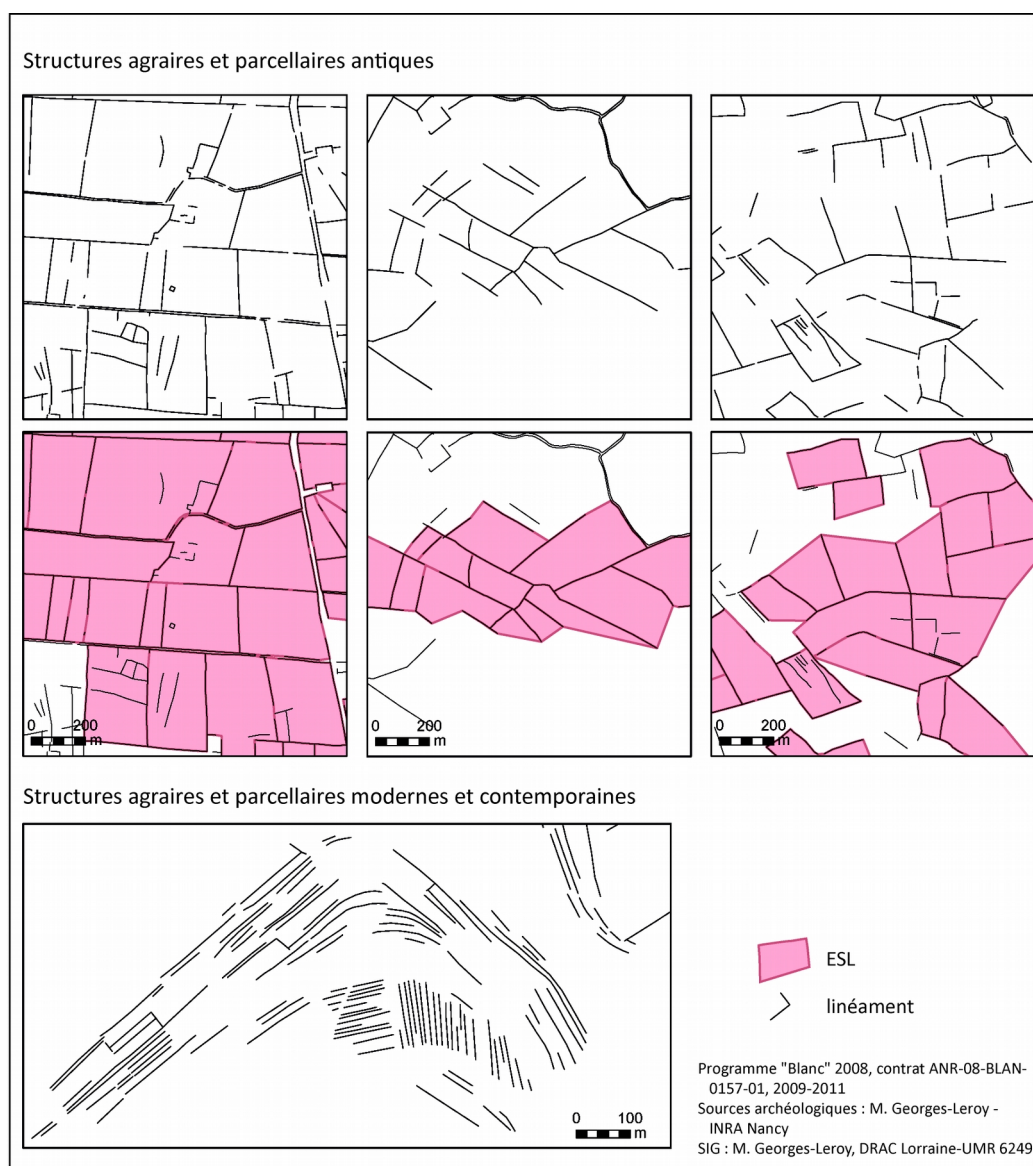 Structures agraires et parcellaires antiques
0 200
m
0 200
m
0 200
m
Structures agraires et parcellaires modernes et contemporaines
0 100
m
ESL
linéament
Programme "Blanc" 2008, contrat ANR-08-BLAN-
0157-01, 2009-2011
Sources archéologiques : M. Georges-Leroy -
INRA Nancy
SIG : M. Georges-Leroy, DRAC Lorraine-UMR 6249